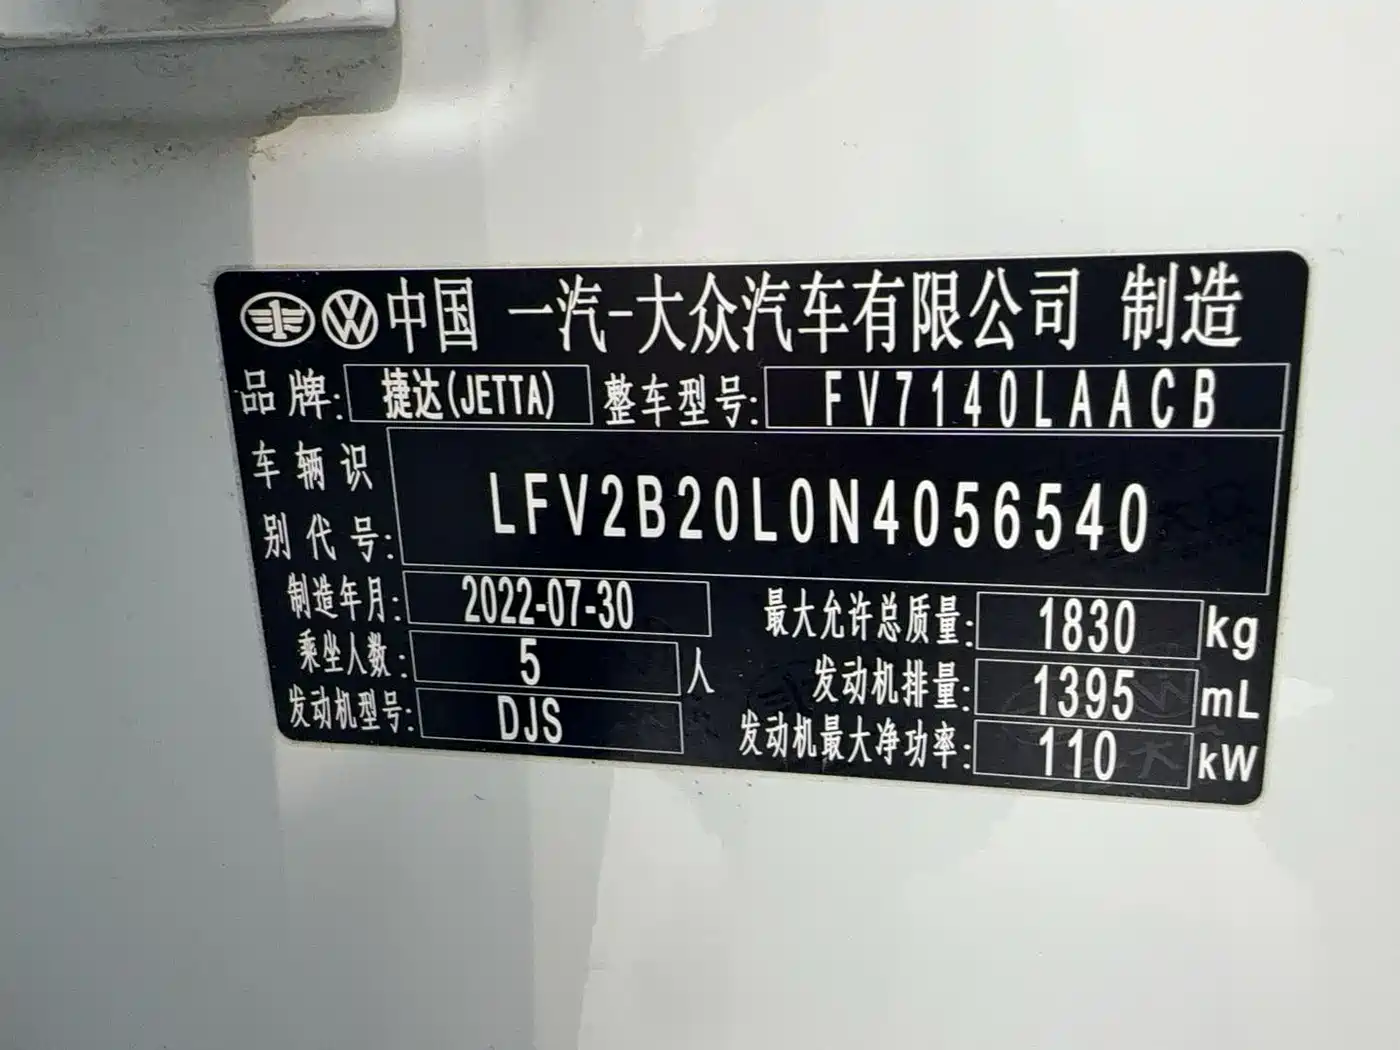 中国 一汽-大众汽车有限公司 制造
品牌: 捷达(JETTA) 整车型号: FV7140LAACB
车辆识别代号: LFV2B20L0N4056540
制造年月: 2022-07-30 最大允许总质量: 1830 kg
乘坐人数: 5 人 发动机排量: 1395 mL
发动机型号: DJS 发动机最大净功率: 110 kW